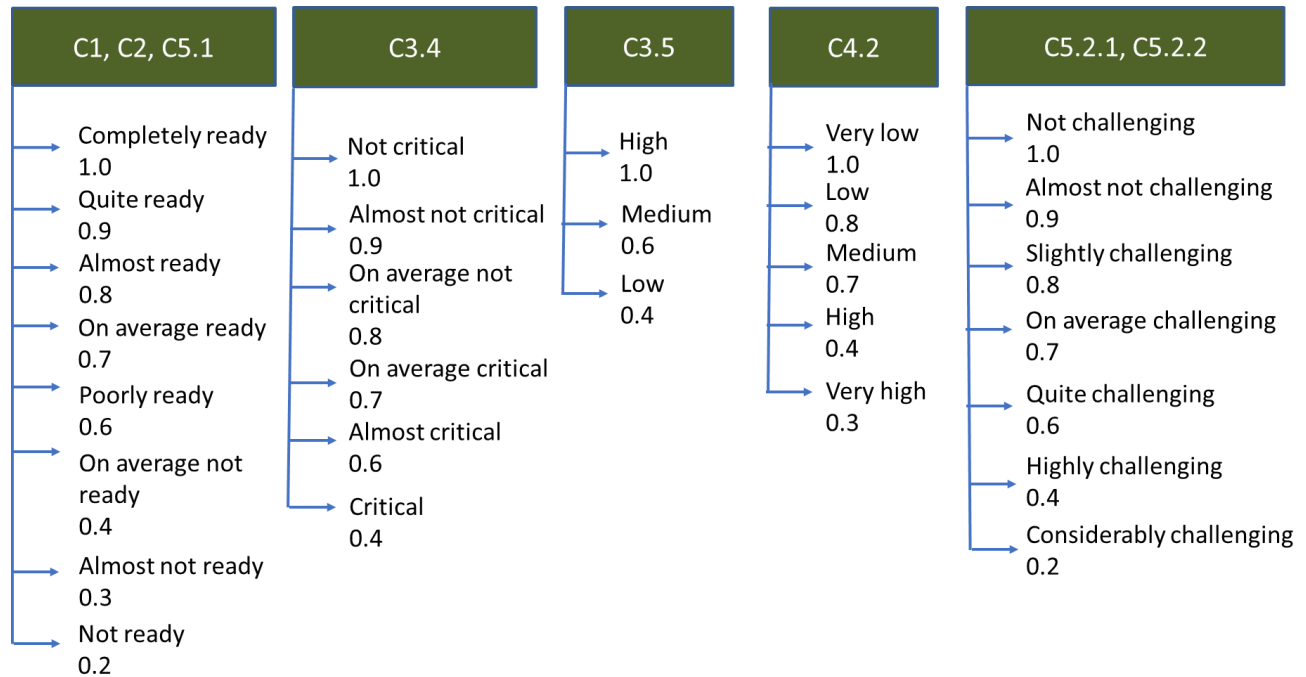 C1, C2, C5.1
Completely ready
1.0
Quite ready
0.9
Almost ready
0.8
On average ready
0.7
Poorly ready
0.6
On average not
ready
0.4
Almost not ready
0.3
Not ready
0.2
C3.4
Not critical
1.0
Almost not critical
0.9
On average not
critical
0.8
On average critical
0.7
Almost critical
0.6
Critical
0.4
C3.5
High
1.0
Medium
0.6
Low
0.4
C4.2
Very low
1.0
Low
0.8
Medium
0.7
High
0.4
Very high
0.3
C5.2.1, C5.2.2
Not challenging
1.0
Almost not challenging
0.9
Slightly challenging
0.8
On average challenging
0.7
Quite challenging
0.6
Highly challenging
0.4
Considerably challenging
0.2